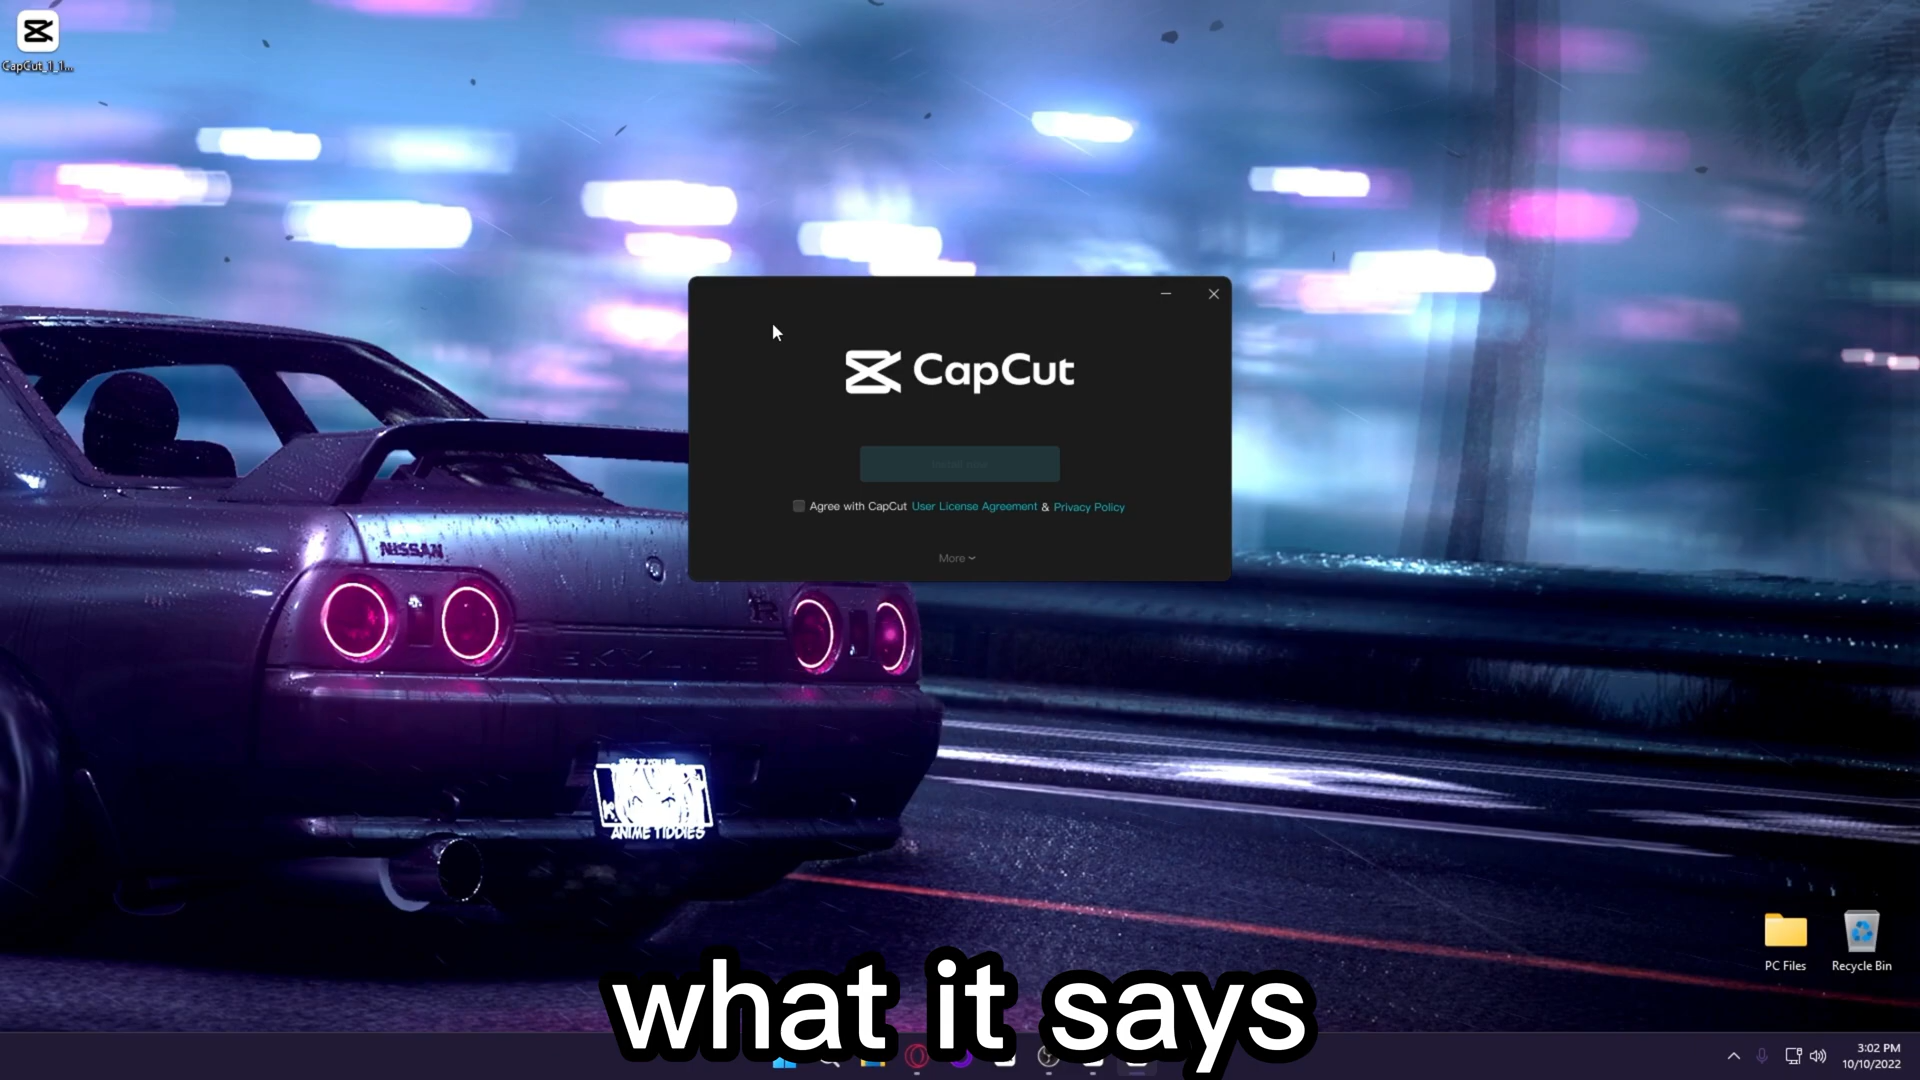 CapCut_1_1...
CapCut
Agree with CapCut User License Agreement & Privacy Policy
More
NISSAN
ANIME TIDDIES
PC Files
Recycle Bin
what it says
3:02 PM
10/10/2022